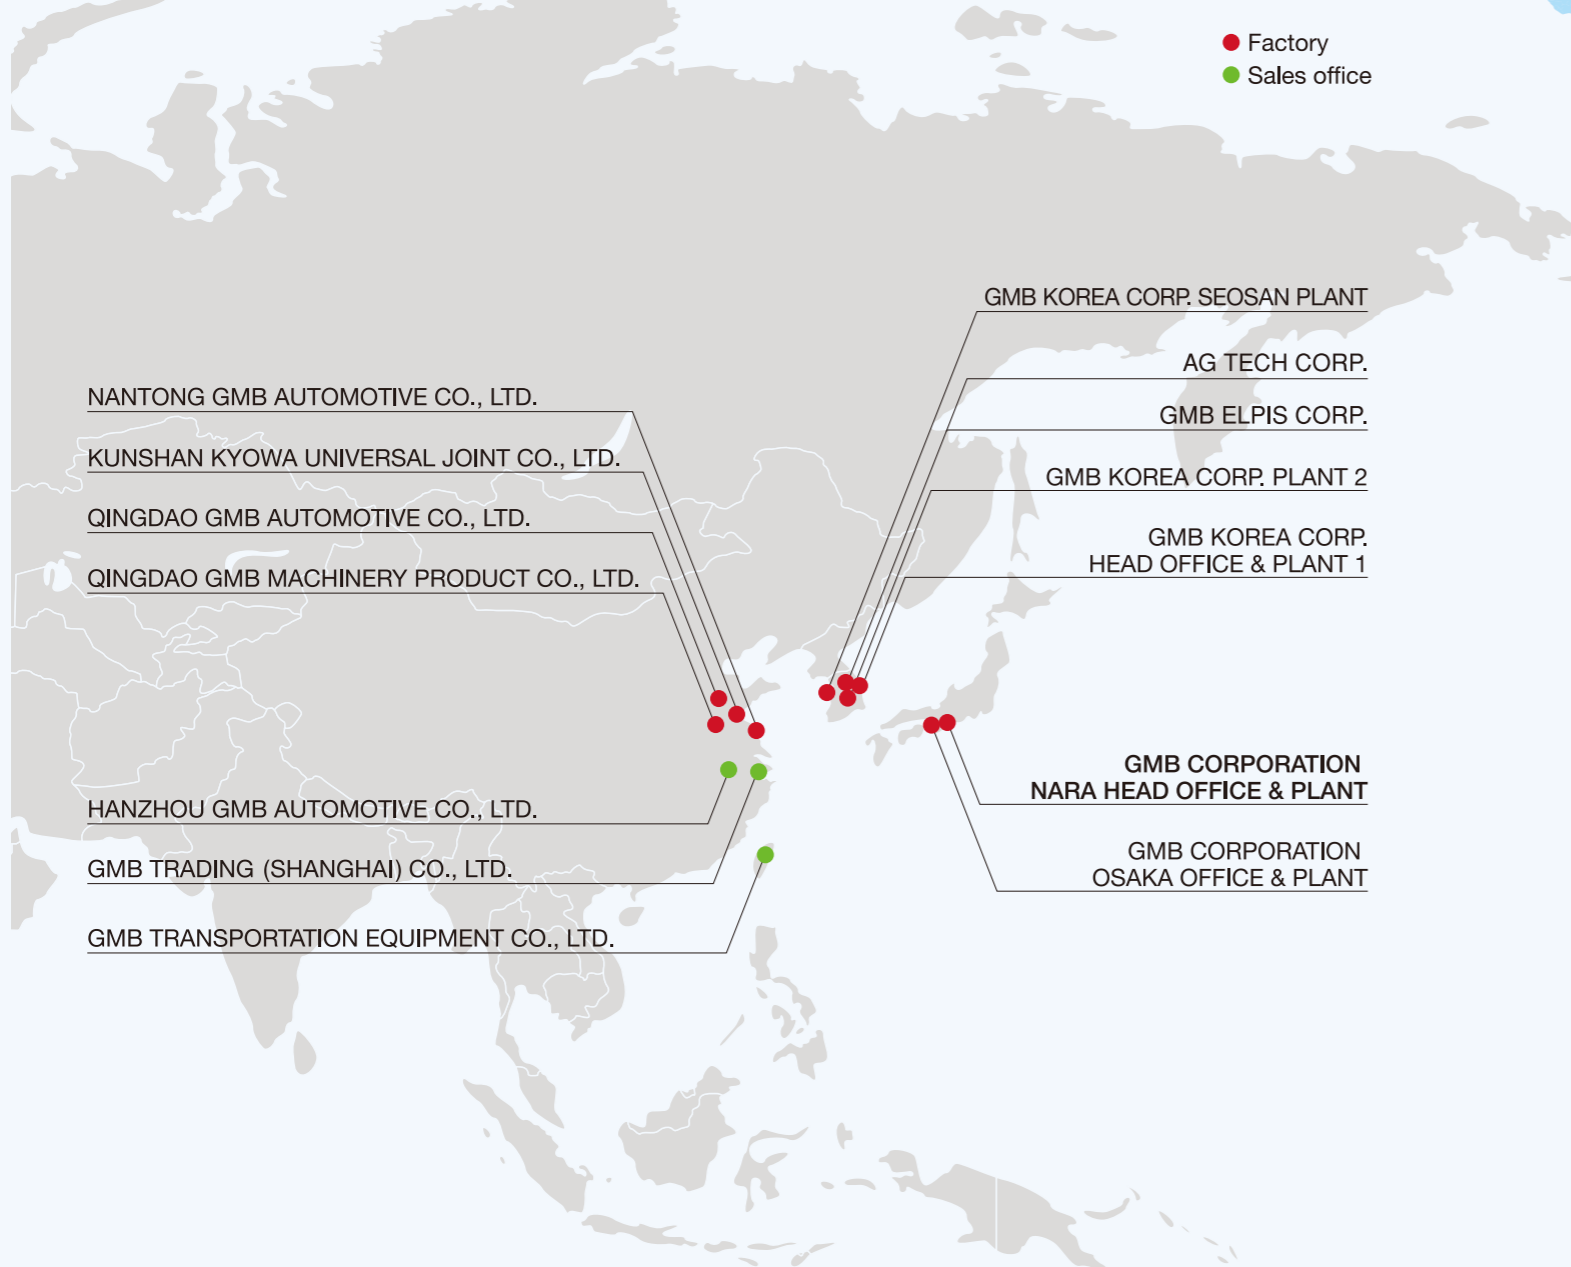 Factory
Sales office
GMB KOREA CORP. SEOSAN PLANT
AG TECH CORP.
GMB ELPIS CORP.
GMB KOREA CORP. PLANT 2
GMB KOREA CORP.
HEAD OFFICE & PLANT 1
NANTONG GMB AUTOMOTIVE CO., LTD.
KUNSHAN KYOWA UNIVERSAL JOINT CO., LTD.
QINGDAO GMB AUTOMOTIVE CO., LTD.
QINGDAO GMB MACHINERY PRODUCT CO., LTD.
GMB CORPORATION
NARA HEAD OFFICE & PLANT
GMB CORPORATION
OSAKA OFFICE & PLANT
HANZHOU GMB AUTOMOTIVE CO., LTD.
GMB TRADING (SHANGHAI) CO., LTD.
GMB TRANSPORTATION EQUIPMENT CO., LTD.